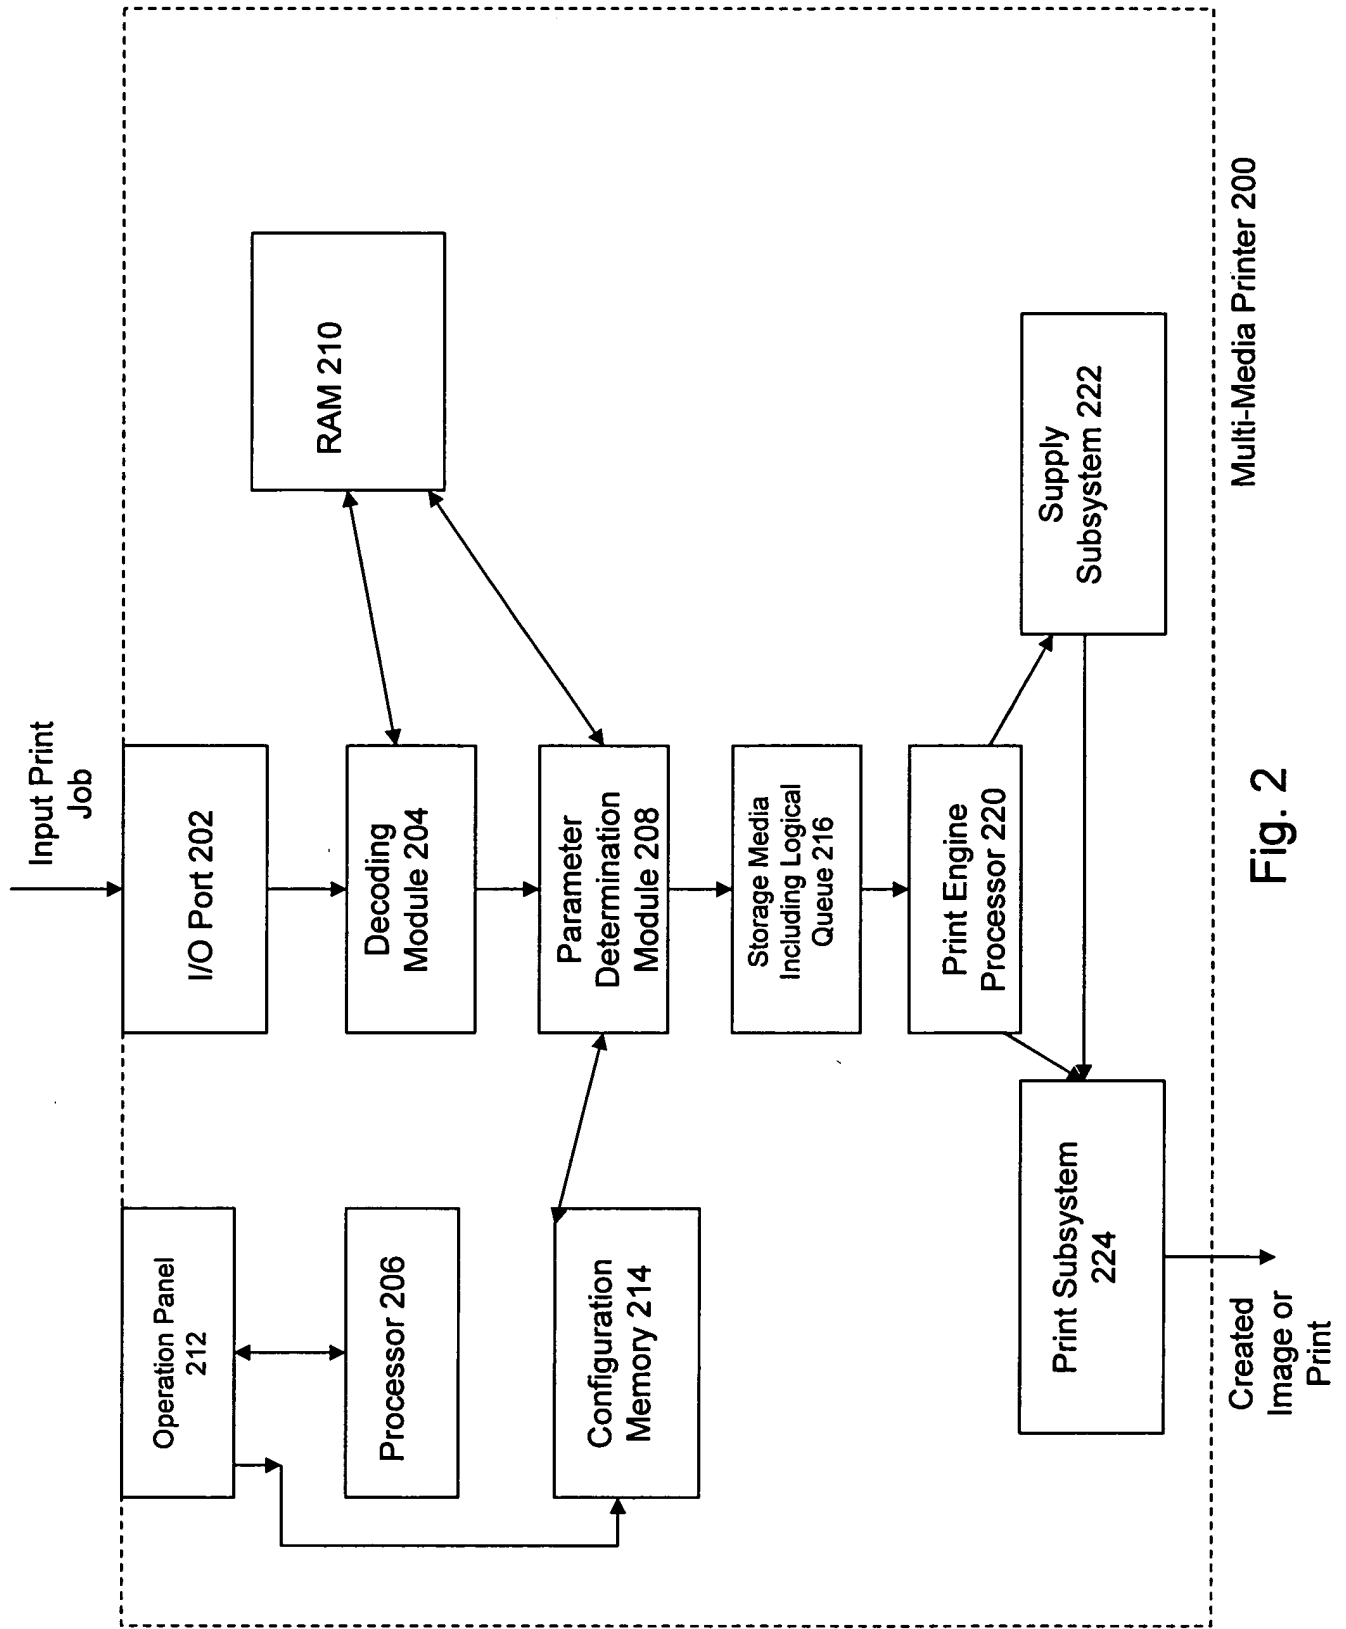 Input Print
Job
Operation Panel
212
I/O Port 202
RAM 210
Processor 206
Decoding
Module 204
Configuration
Memory 214
Parameter
Determination
Module 208
Storage Media
Including Logical
Queue 216
Print Engine
Processor 220
Print Subsystem
224
Supply
Subsystem 222
Created
Image or
Print
Multi-Media Printer 200
Fig. 2